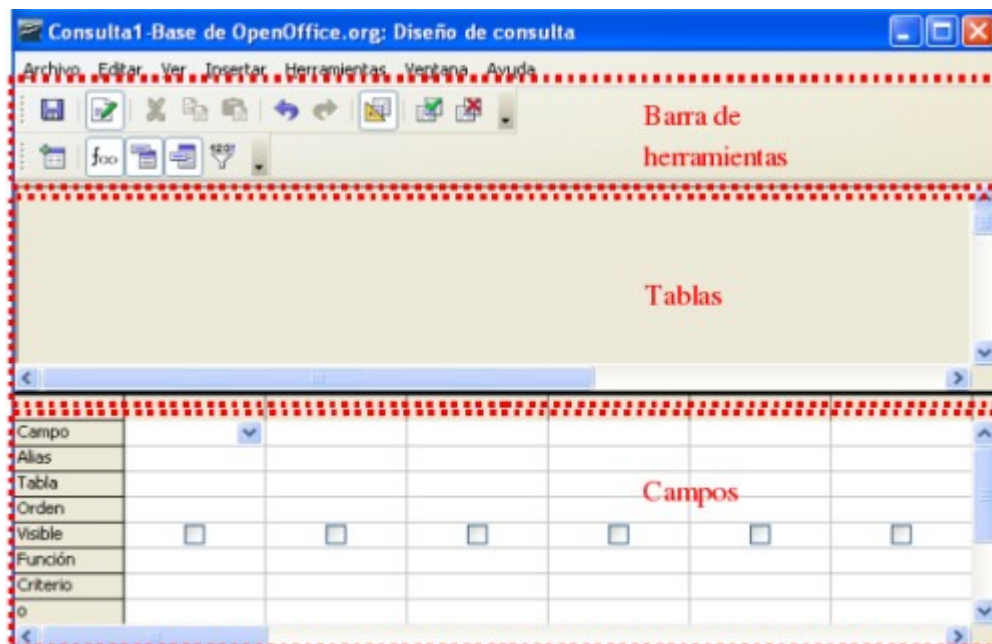 Consulta1-Base de OpenOffice.org: Diseño de consulta
Archivo Editar Ver Insertar Herramientas Ventana Ayuda
Barra de
herramientas
Tablas
Campo
Alias
Tabla
Orden
Campos
Visible
Función
Criterio
o